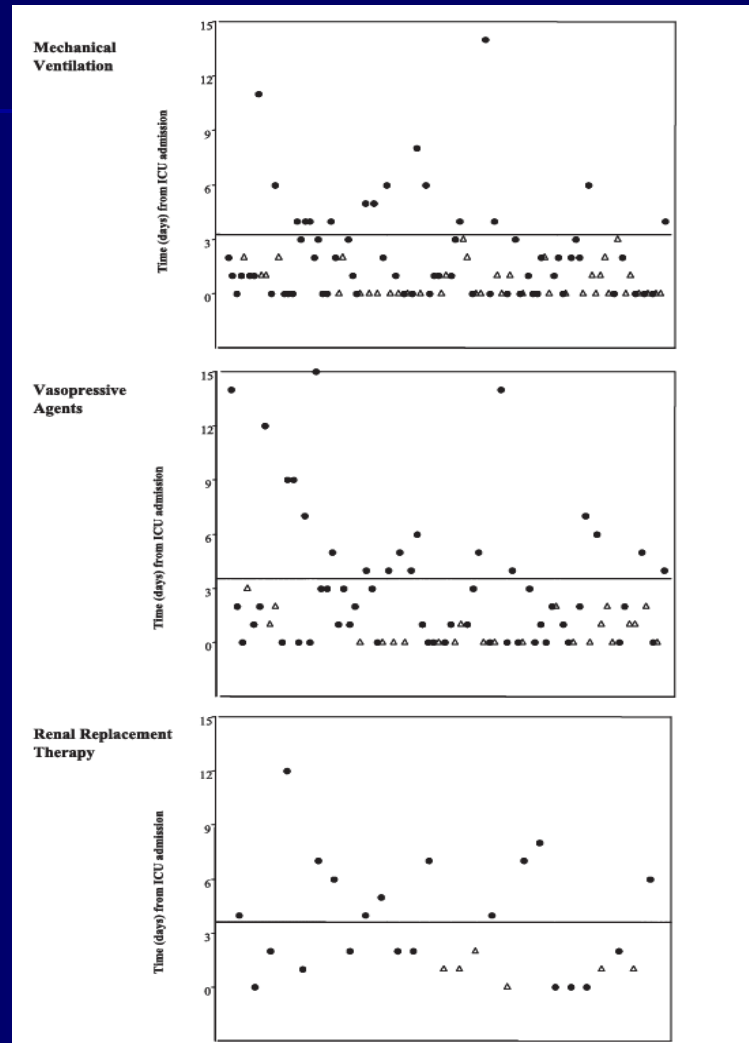 Mechanical
Ventilation
Time (days) from ICU admission
15
12
9
6
3
0
Vasopressive
Agents
Time (days) from ICU admission
15
12
9
6
3
0
Renal Replacement
Therapy
Time (days) from ICU admission
15
12
9
6
3
0